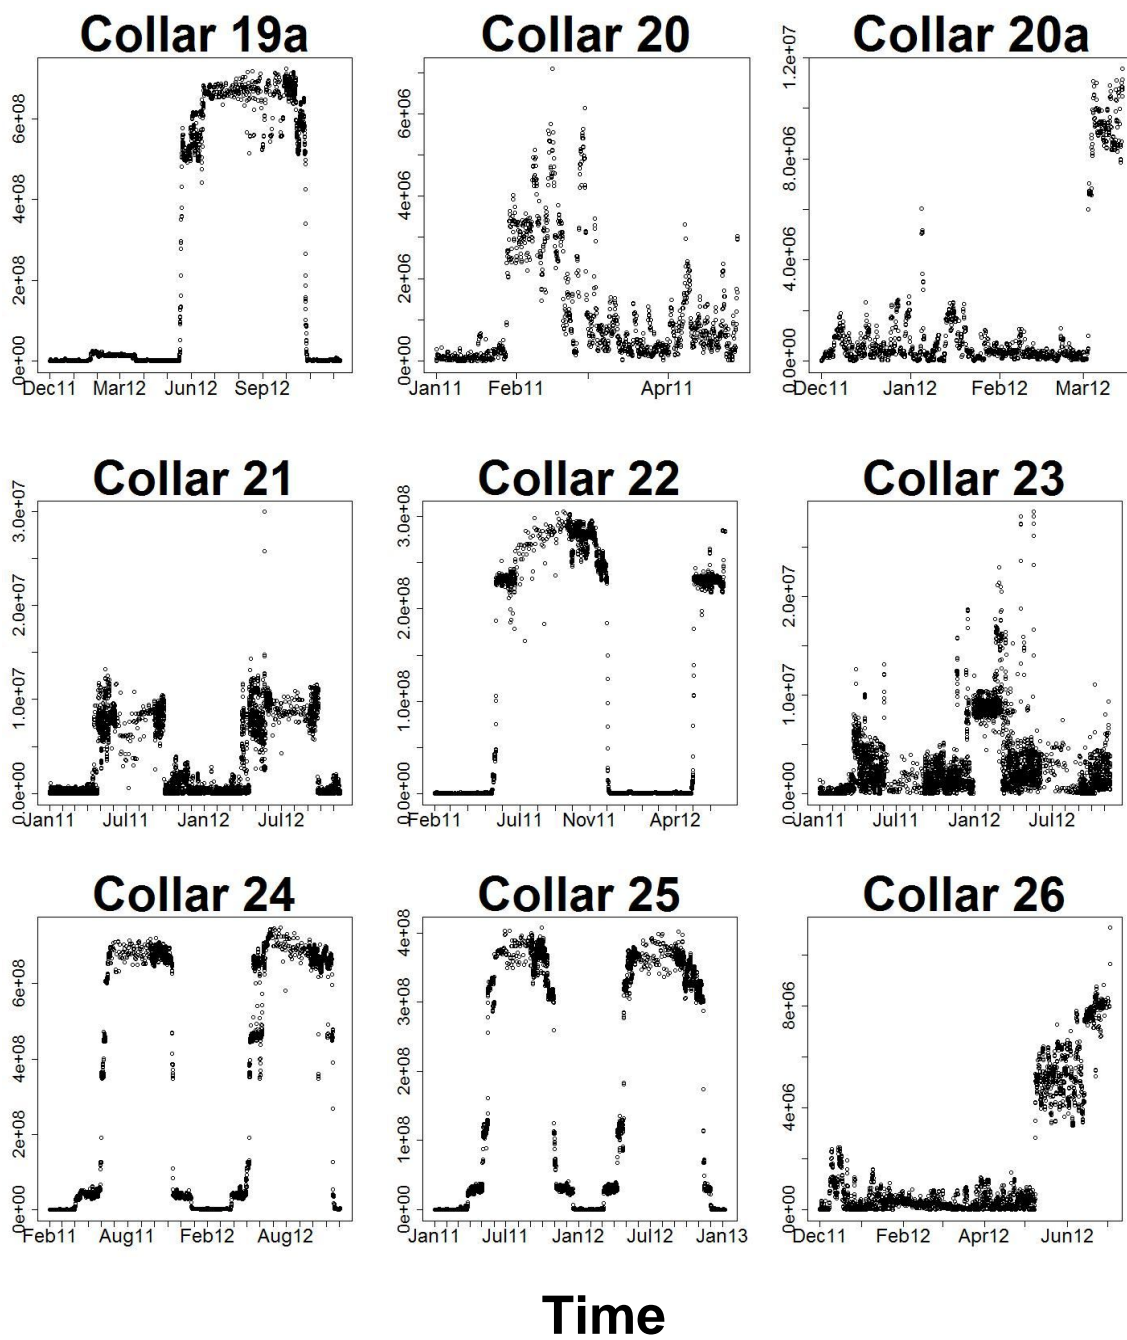 Collar 19a
6e+08
4e+08
2e+08
0e+00
Dec11 Mar12 Jun12 Sep12
Collar 20
6e+06
4e+06
2e+06
0e+00
Jan11 Feb11 Apr11
Collar 20a
1.2e+07
8.0e+06
4.0e+06
0.0e+00
Dec11 Jan12 Feb12 Mar12
Collar 21
3.0e+07
2.0e+07
1.0e+07
0.0e+00
Jan11 Jul11 Jan12 Jul12
Collar 22
3.0e+08
2.0e+08
1.0e+08
0.0e+00
Feb11 Jul11 Nov11 Apr12
Collar 23
2.0e+07
1.0e+07
0.0e+00
Jan11 Jul11 Jan12 Jul12
Collar 24
6e+08
4e+08
2e+08
0e+00
Feb11 Aug11 Feb12 Aug12
Collar 25
4e+08
3e+08
2e+08
1e+08
0e+00
Jan11 Jul11 Jan12 Jul12 Jan13
Collar 26
8e+06
4e+06
0e+00
Dec11 Feb12 Apr12 Jun12
Time